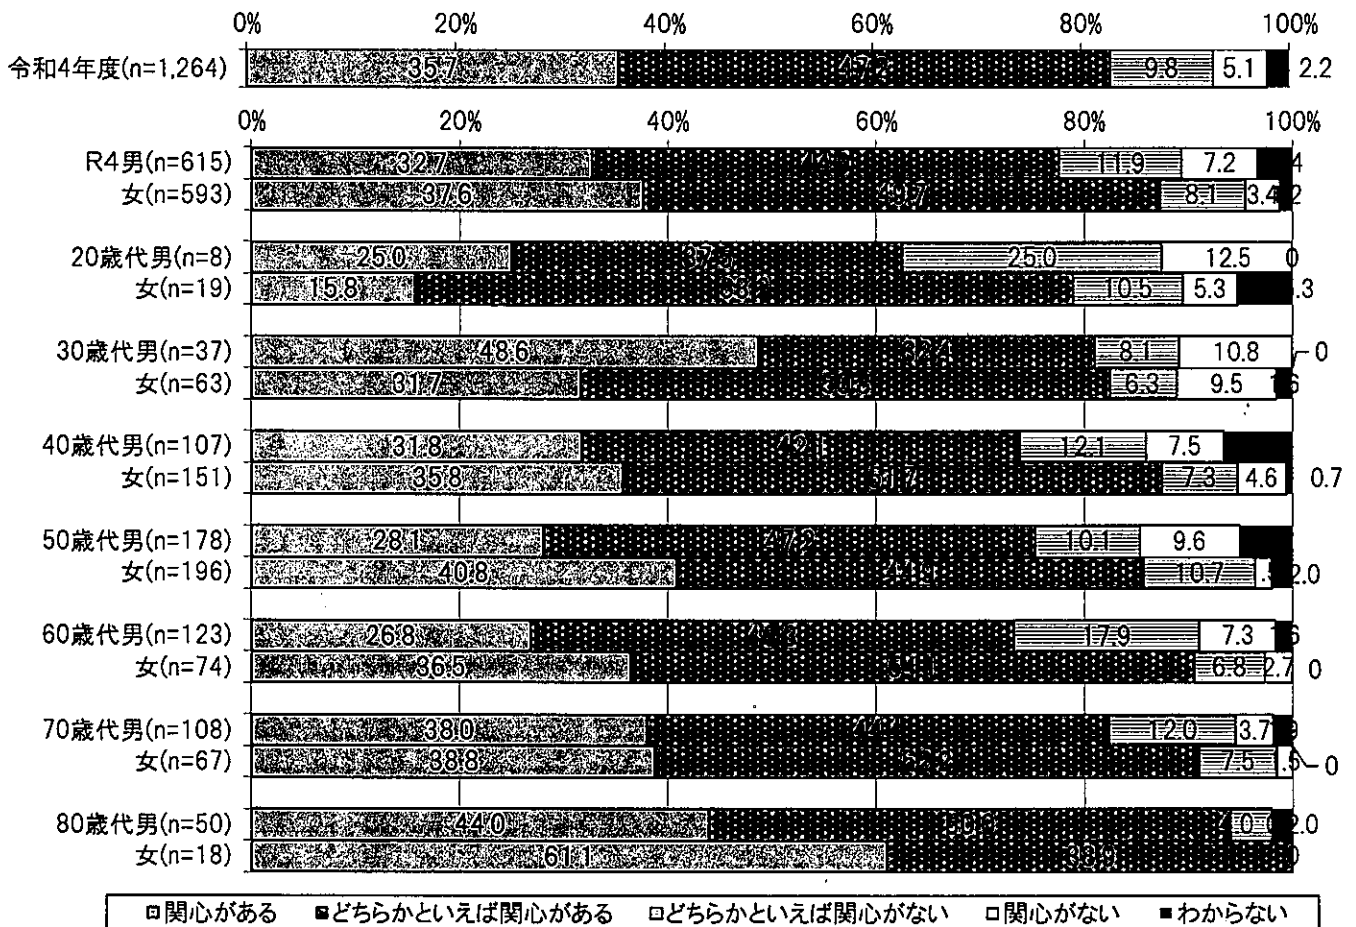 0% 20% 40% 60% 80% 100%
令和4年度(n=1,264) 35.7 47.2 9.8 5.1 2.2
0% 20% 40% 60% 80% 100%
R4男(n=615) 32.7 11.9 7.2
女(n=593) 37.6 49.7 8.1 3.4
20歳代男(n=8) 25.0 25.0 12.5 0
女(n=19) 15.8 10.5 5.3
30歳代男(n=37) 48.6 8.1 10.8 0
女(n=63) 31.7 6.3 9.5
40歳代男(n=107) 31.8 42.1 12.1 7.5
女(n=151) 35.8 51.7 7.3 4.6 0.7
50歳代男(n=178) 28.1 47.2 10.1 9.6
女(n=196) 40.8 10.7 2.0
60歳代男(n=123) 26.8 17.9 7.3
女(n=74) 36.5 54.1 6.8 2.7 0
70歳代男(n=108) 38.0 12.0 3.7
女(n=67) 38.8 7.5 0
80歳代男(n=50) 44.0 2.0
女(n=18) 61.1 0
関心がある どちらかといえば関心がある どちらかといえば関心がない 関心がない わからない